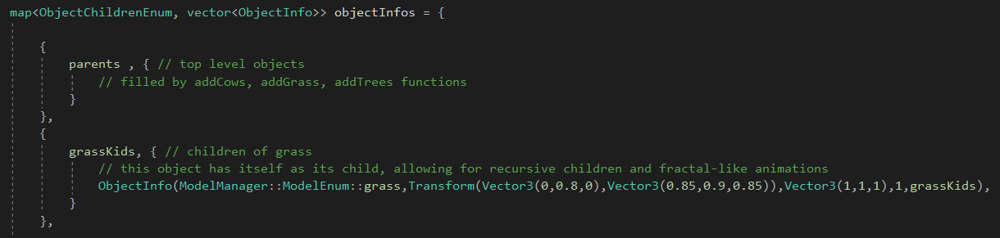 map<ObjectChildrenEnum, vector<ObjectInfo>> objectInfos = {
{
parents , { // top level objects
// filled by addCows, addGrass, addTrees functions
}
},
{
grassKids, { // children of grass
// this object has itself as its child, allowing for recursive children and fractal-like animations
ObjectInfo(ModelManager::ModelEnum::grass,Transform(Vector3(0,0.8,0),Vector3(0.85,0.9,0.85)),Vector3(1,1,1),1,grassKids),
}
},